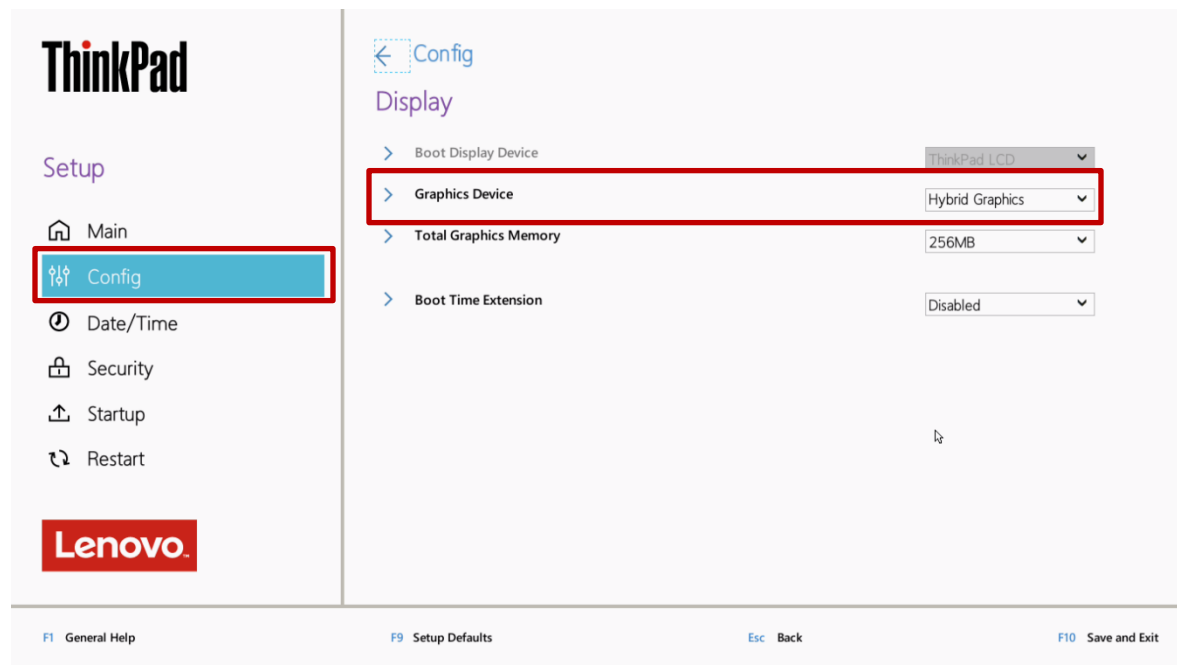 ThinkPad
Setup
Main
Config
Date/Time
Security
Startup
Restart
Lenovo™
Config
Display
Boot Display Device ThinkPad LCD
Graphics Device Hybrid Graphics
Total Graphics Memory 256MB
Boot Time Extension Disabled
F1 General Help F9 Setup Defaults Esc Back F10 Save and Exit